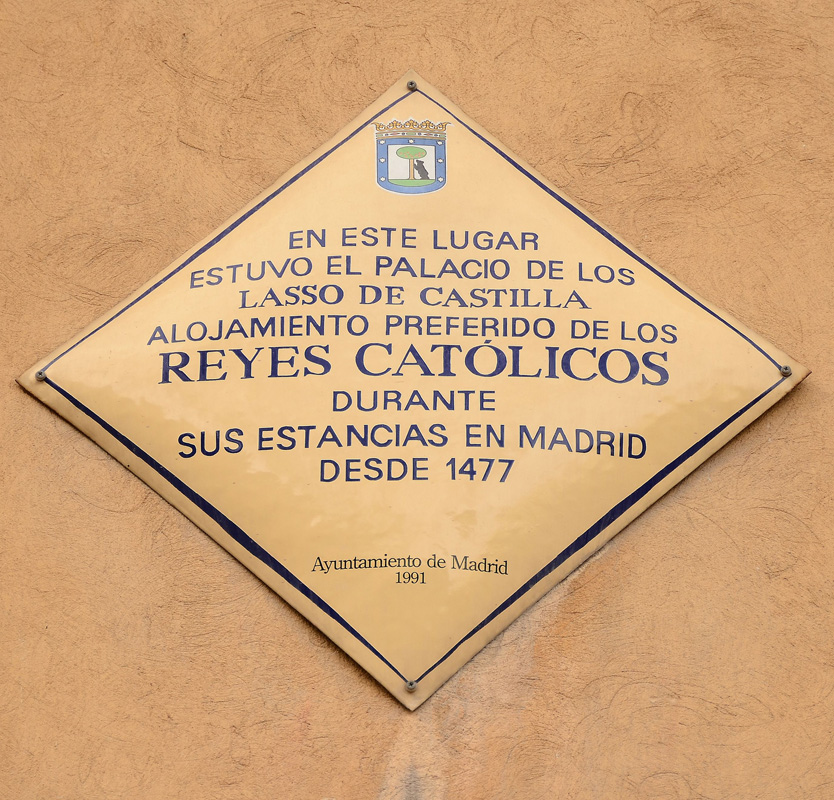 EN ESTE LUGAR
ESTUVO EL PALACIO DE LOS
LASSO DE CASTILLA
ALOJAMIENTO PREFERIDO DE LOS
REYES CATÓLICOS
DURANTE
SUS ESTANCIAS EN MADRID
DESDE 1477
Ayuntamiento de Madrid
1991